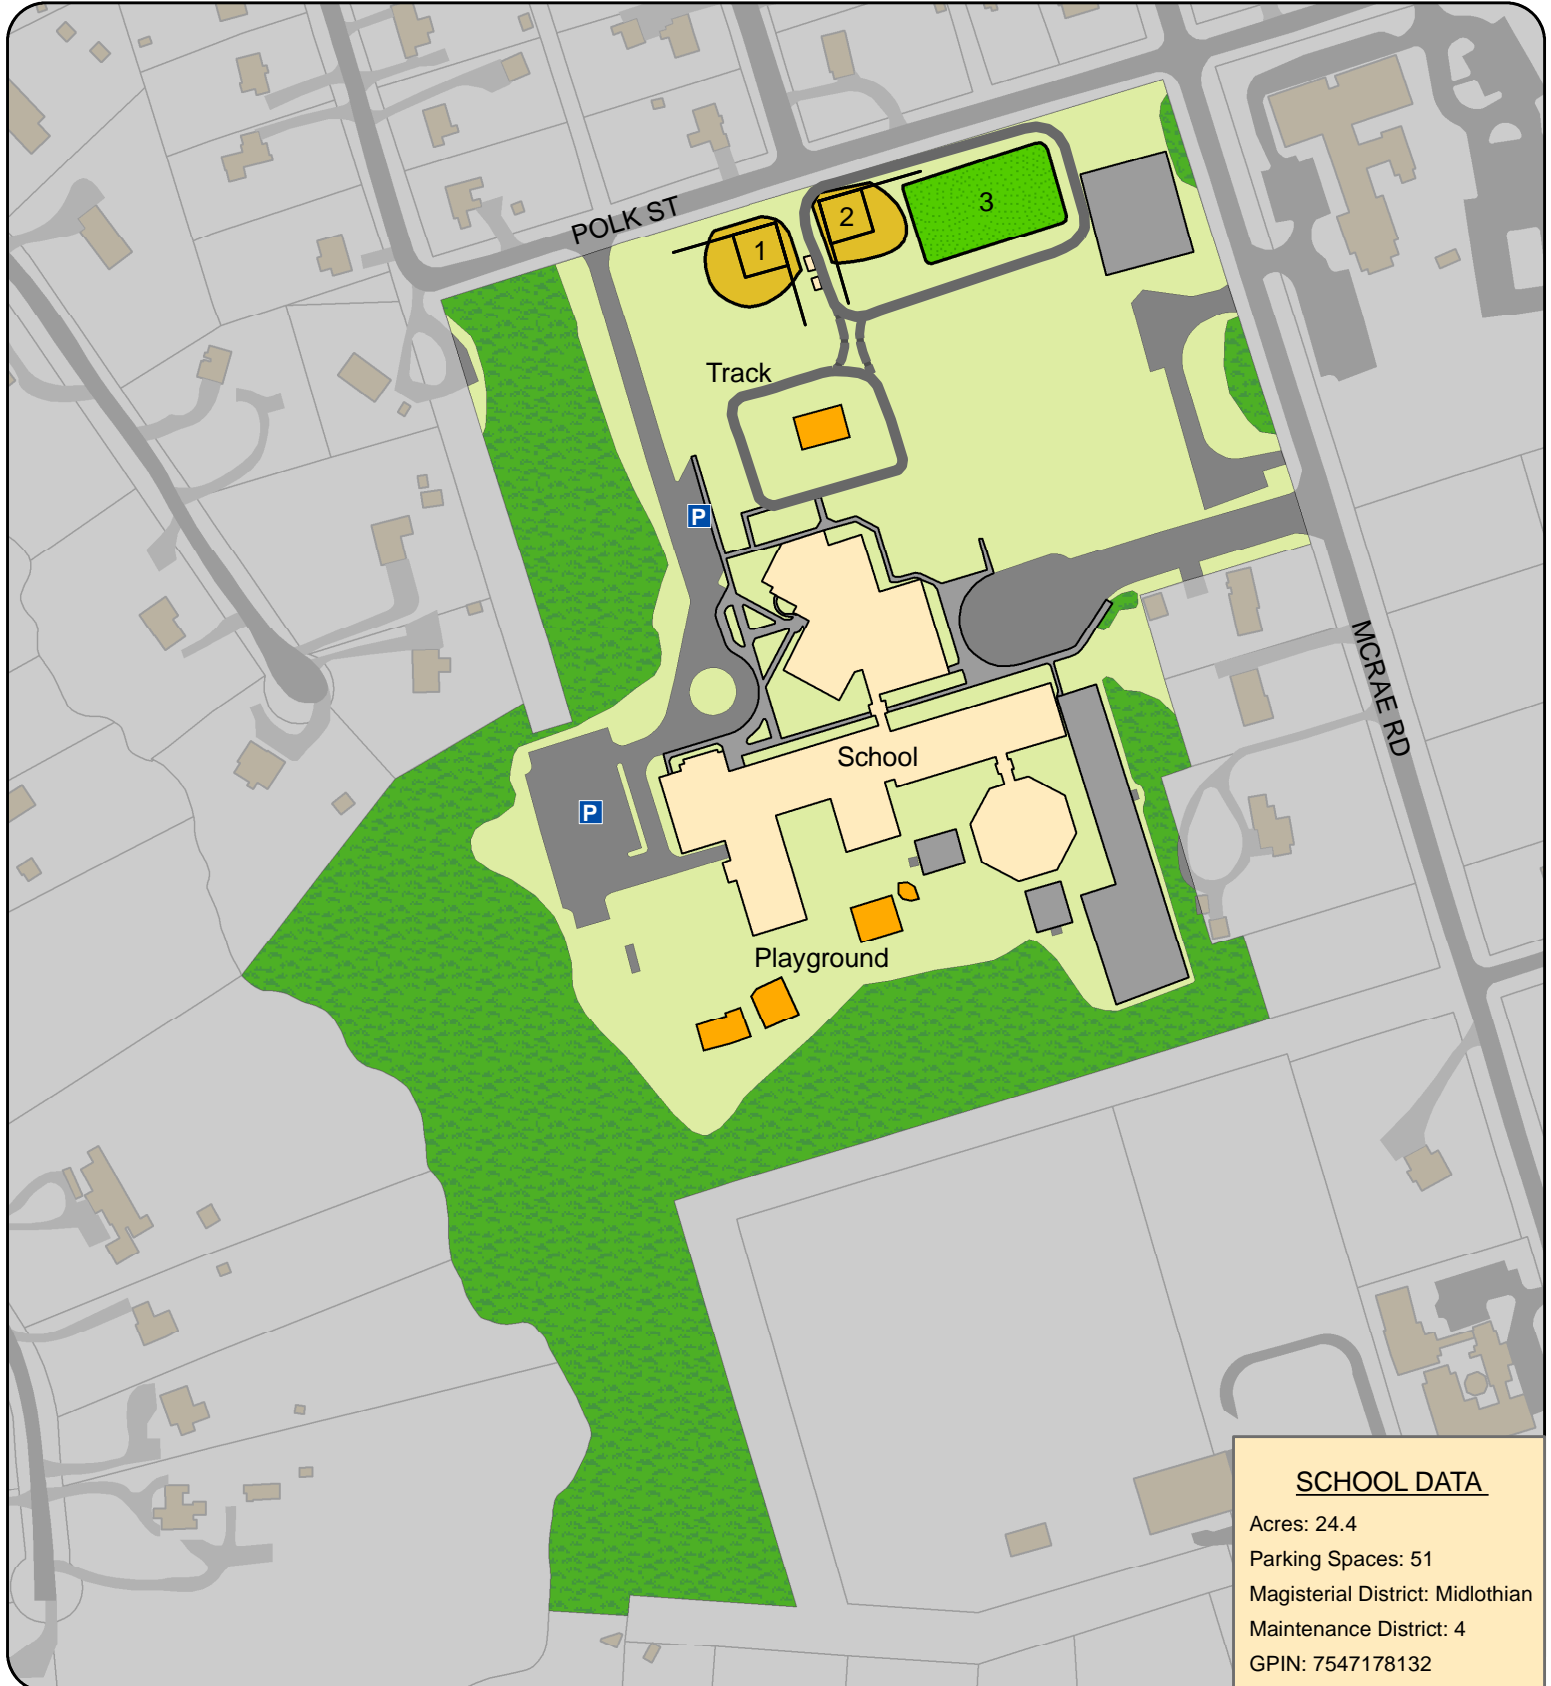 POLK ST
1
2
3
Track
P
MCRAE RD
School
P
Playground
SCHOOL DATA
Acres: 24.4
Parking Spaces: 51
Magisterial District: Midlothian
Maintenance District: 4
GPIN: 7547178132